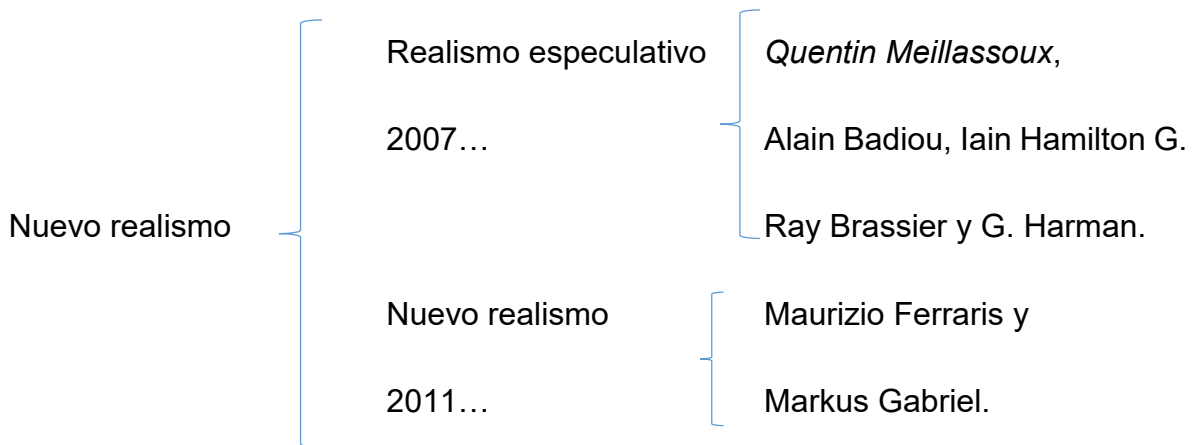 Realismo especulativo Quentin Meillassoux,
2007… Alain Badiou, Iain Hamilton G.
Nuevo realismo Ray Brassier y G. Harman.
Nuevo realismo Maurizio Ferraris y
2011… Markus Gabriel.